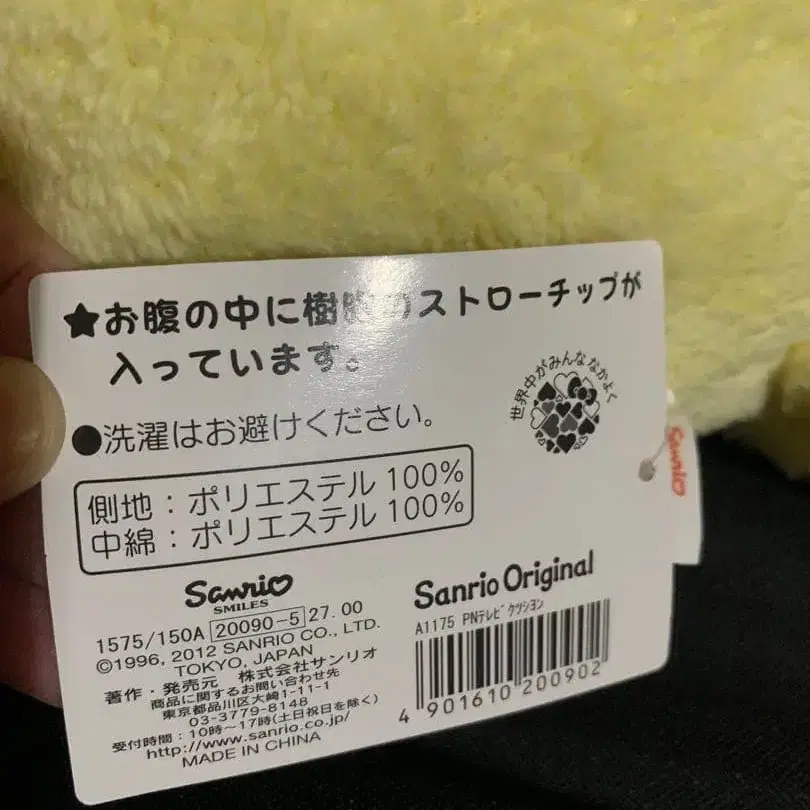 ★お腹の中に樹脂のストローチップが
入っています。
●洗濯はお避けください。
側地：ポリエステル 100%
中綿：ポリエステル 100%
世界中がみんななかよく
Sanrio
Sanrio
SMILES
1575/150A 20090-5 27.00
©1996, 2012 SANRIO CO., LTD.
TOKYO, JAPAN
著作・発売元 株式会社サンリオ
商品に関するお問い合わせ先
東京都品川区大崎1-11-1
03-3779-8148
受付時間：10時～17時(土日祝日を除く)
http://www.sanrio.co.jp/
MADE IN CHINA
Sanrio Original
A1175 PNテレビクツシヨン
4 901610 200902